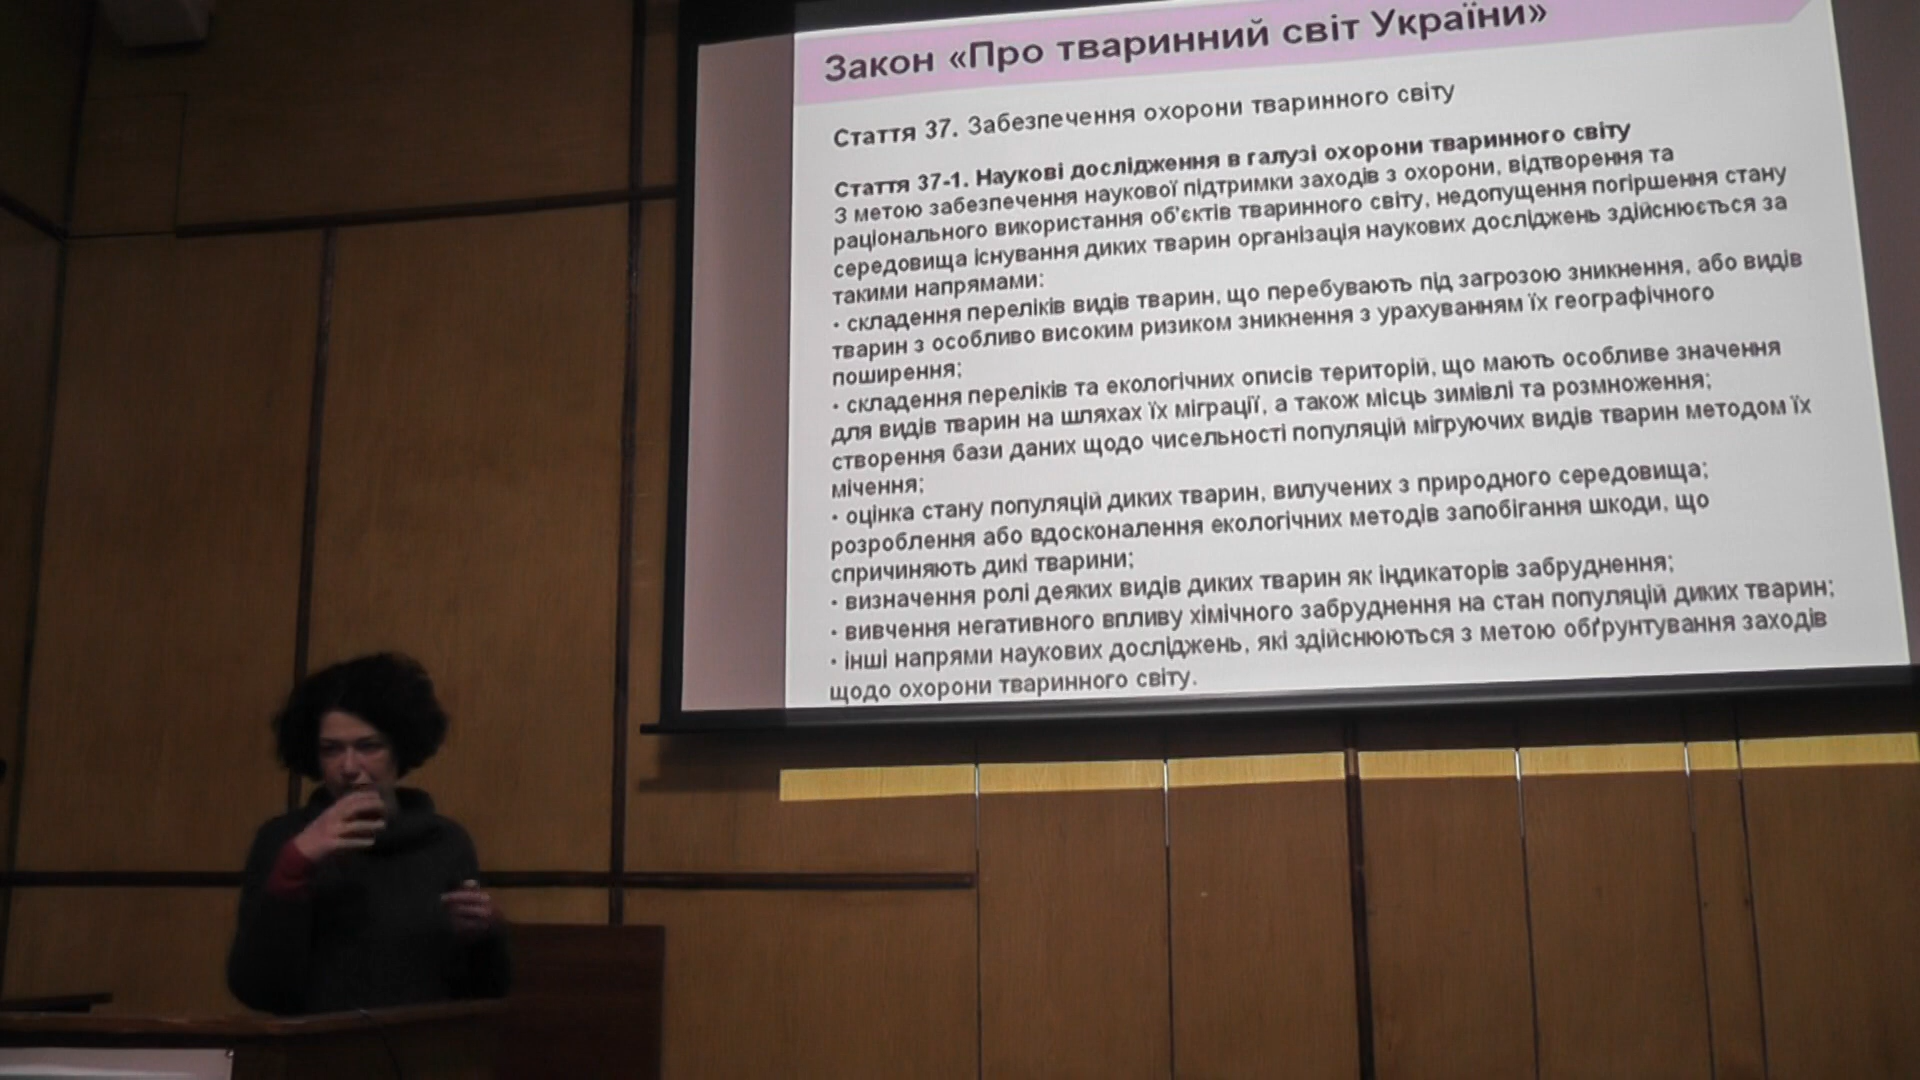 Закон «Про тваринний світ України»
Стаття 37. Забезпечення охорони тваринного світу
Стаття 37-1. Наукові дослідження в галузі охорони тваринного світу
З метою забезпечення наукової підтримки заходів з охорони, відтворення та
раціонального використання об'єктів тваринного світу, недопущення погіршення стану
середовища існування диких тварин організація наукових досліджень здійснюється за
такими напрямами:
• складення переліків видів тварин, що перебувають під загрозою зникнення, або видів
тварин з особливо високим ризиком зникнення з урахуванням їх географічного
поширення;
• складення переліків та екологічних описів територій, що мають особливе значення
для видів тварин на шляхах їх міграції, а також місць зимівлі та розмноження;
створення бази даних щодо чисельності популяцій мігруючих видів тварин методом їх
мічення;
• оцінка стану популяцій диких тварин, вилучених з природного середовища;
розроблення або вдосконалення екологічних методів запобігання шкоди, що
спричиняють дикі тварини;
• визначення ролі деяких видів диких тварин як індикаторів забруднення;
• вивчення негативного впливу хімічного забруднення на стан популяцій диких тварин;
• інші напрями наукових досліджень, які здійснюються з метою обґрунтування заходів
щодо охорони тваринного світу.